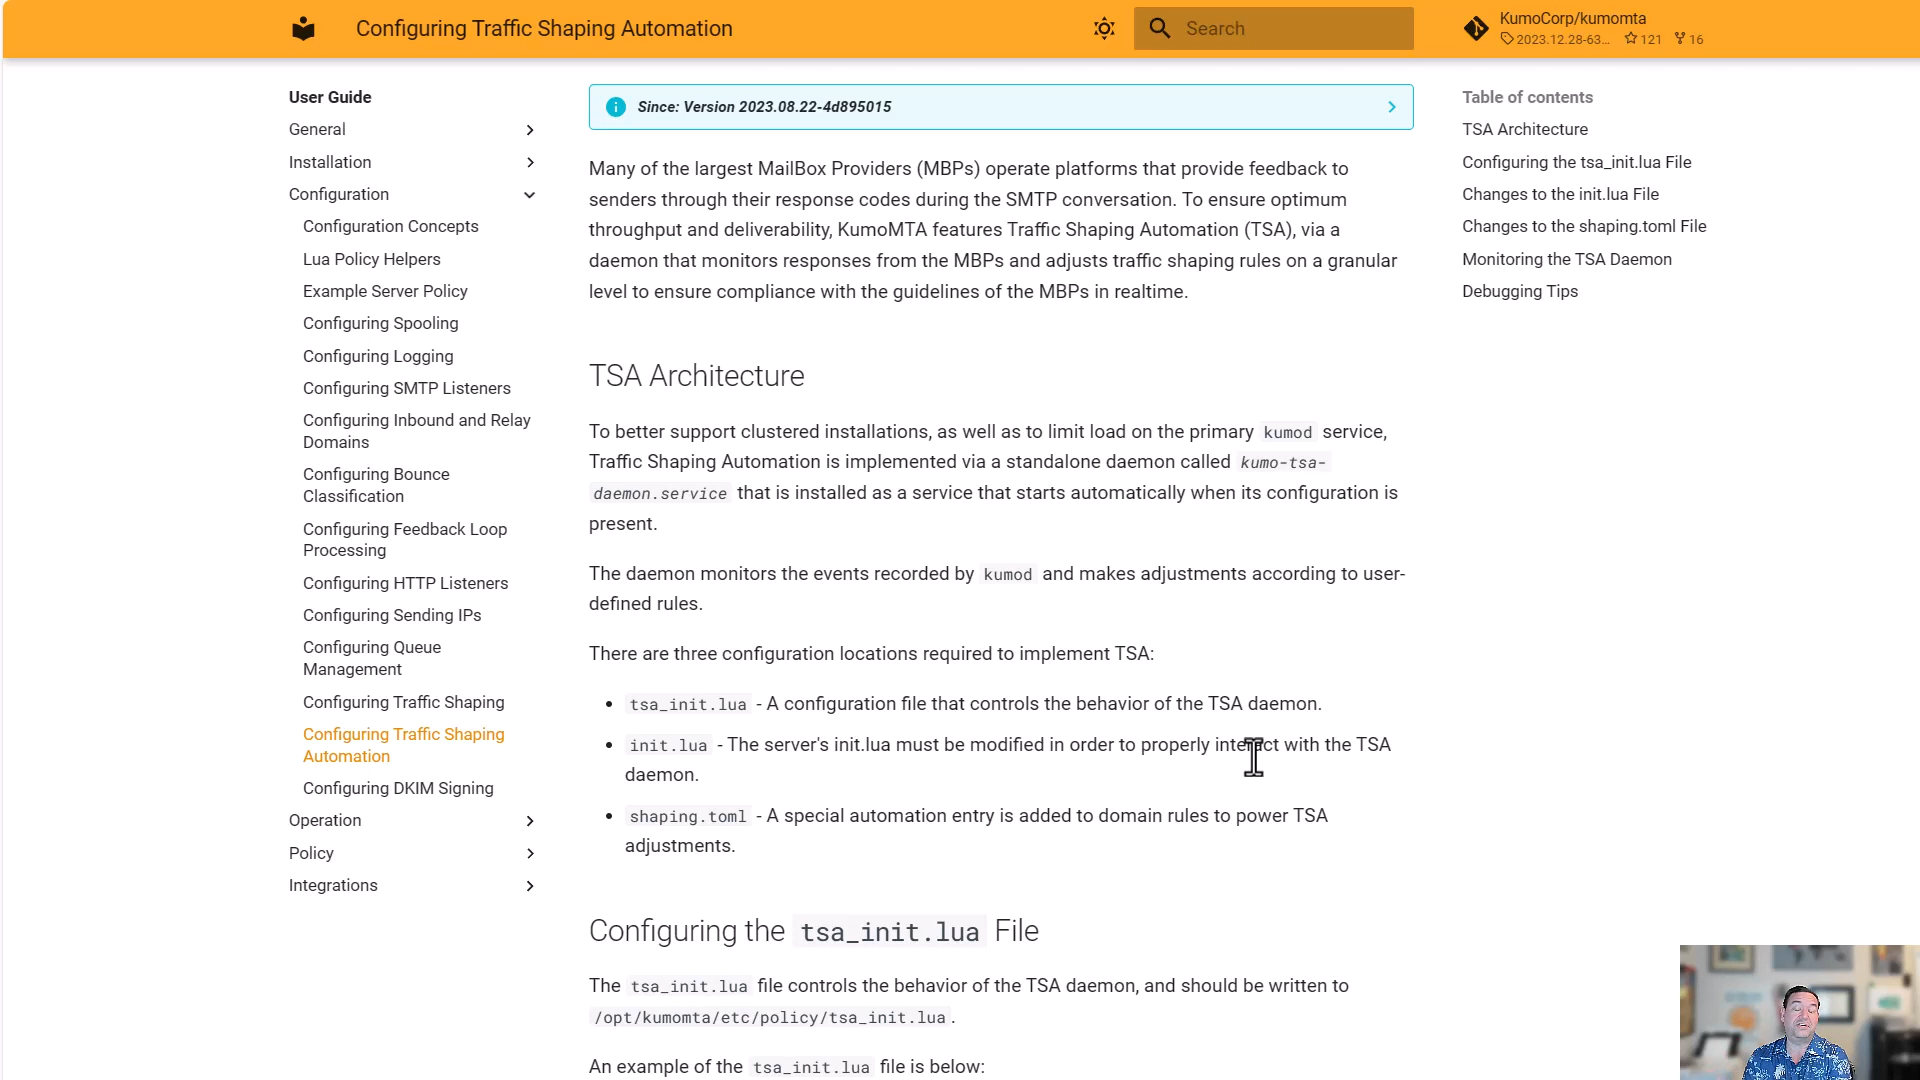 Configuring Traffic Shaping Automation
Search
KumoCorp/kumomta
2023.12.28-63... 121 16
User Guide
General
Installation
Configuration
Configuration Concepts
Lua Policy Helpers
Example Server Policy
Configuring Spooling
Configuring Logging
Configuring SMTP Listeners
Configuring Inbound and Relay
Domains
Configuring Bounce
Classification
Configuring Feedback Loop
Processing
Configuring HTTP Listeners
Configuring Sending IPs
Configuring Queue
Management
Configuring Traffic Shaping
Configuring Traffic Shaping
Automation
Configuring DKIM Signing
Operation
Policy
Integrations
Since: Version 2023.08.22-4d895015
Many of the largest MailBox Providers (MBPs) operate platforms that provide feedback to
senders through their response codes during the SMTP conversation. To ensure optimum
throughput and deliverability, KumoMTA features Traffic Shaping Automation (TSA), via a
daemon that monitors responses from the MBPs and adjusts traffic shaping rules on a granular
level to ensure compliance with the guidelines of the MBPs in realtime.
TSA Architecture
To better support clustered installations, as well as to limit load on the primary kumod service,
Traffic Shaping Automation is implemented via a standalone daemon called kumo-tsa-
daemon.service that is installed as a service that starts automatically when its configuration is
present.
The daemon monitors the events recorded by kumod and makes adjustments according to user-
defined rules.
There are three configuration locations required to implement TSA:
• tsa_init.lua - A configuration file that controls the behavior of the TSA daemon.
• init.lua - The server's init.lua must be modified in order to properly interact with the TSA
daemon.
• shaping.toml - A special automation entry is added to domain rules to power TSA
adjustments.
Configuring the tsa_init.lua File
The tsa_init.lua file controls the behavior of the TSA daemon, and should be written to
/opt/kumomta/etc/policy/tsa_init.lua.
An example of the tsa_init.lua file is below:
Table of contents
TSA Architecture
Configuring the tsa_init.lua File
Changes to the init.lua File
Changes to the shaping.toml File
Monitoring the TSA Daemon
Debugging Tips